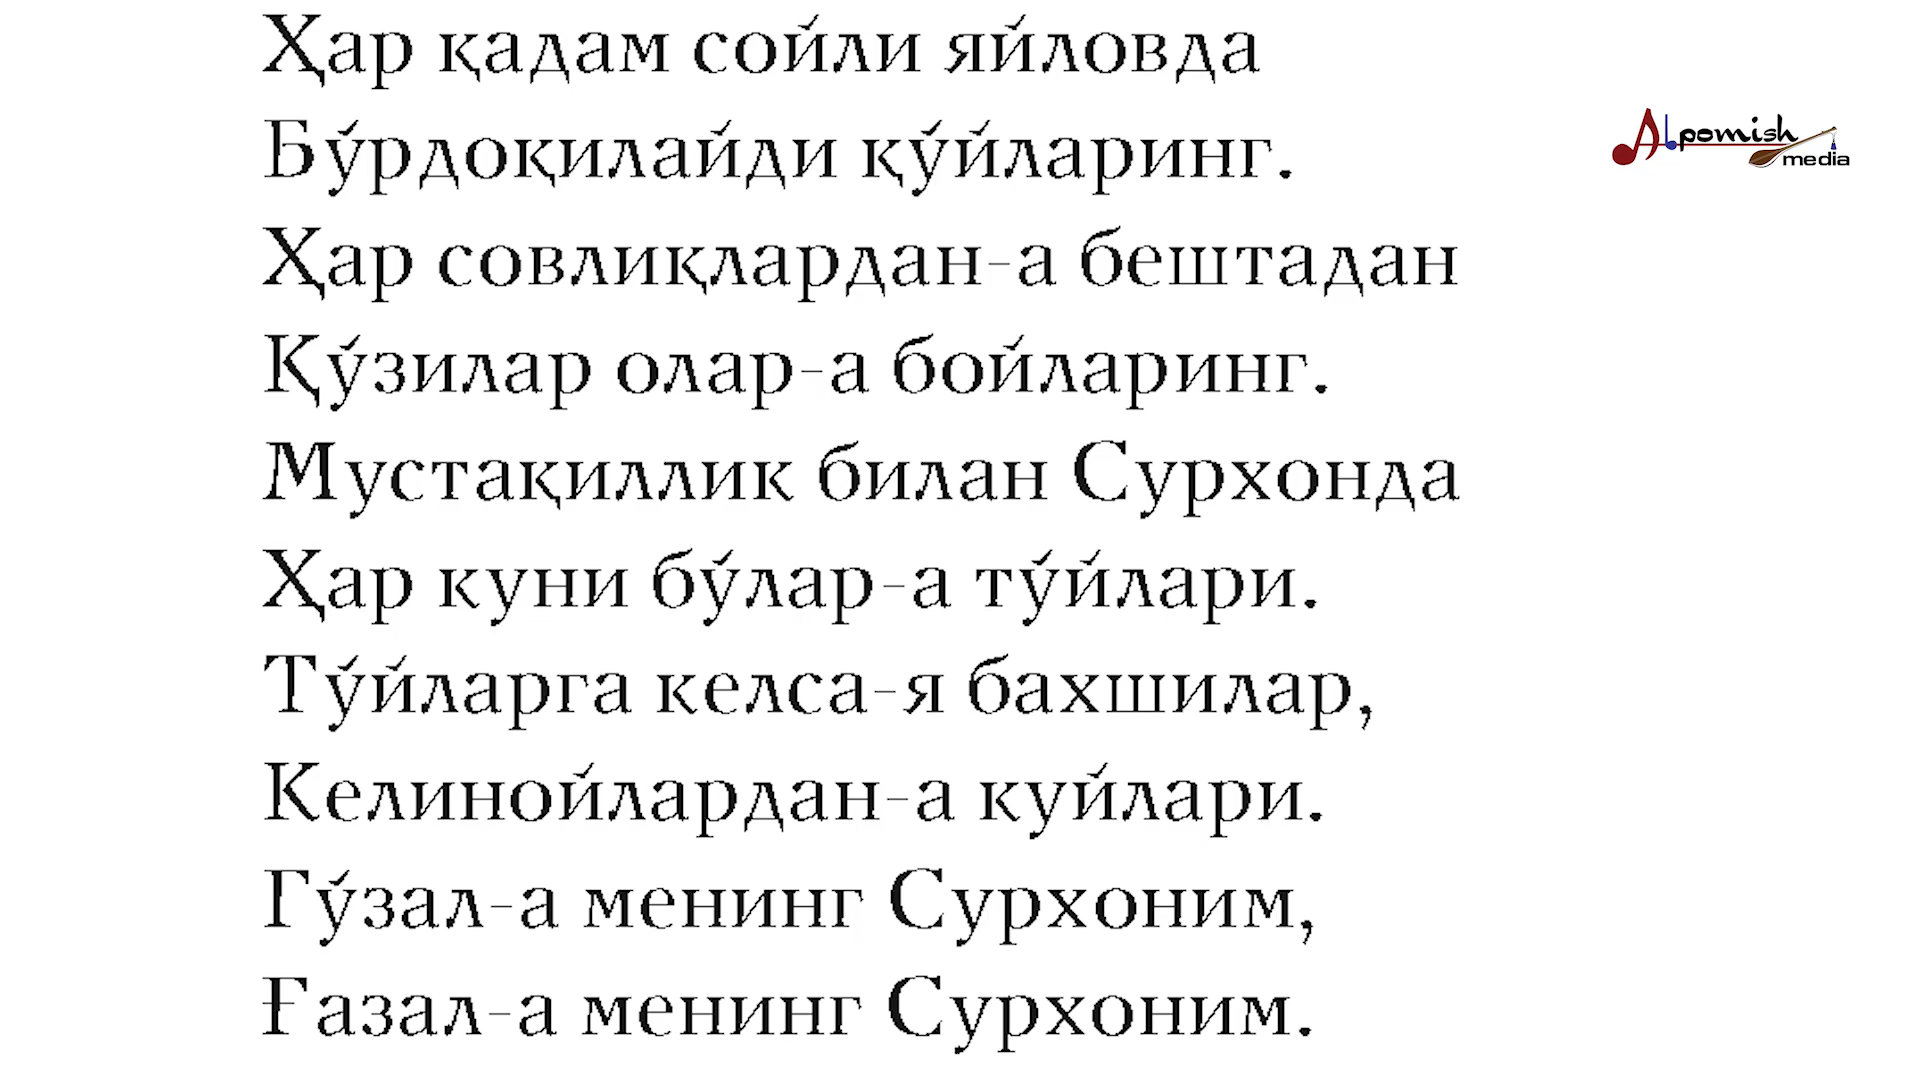 Ҳар қадам сойли яйловда
Бўрдоқилайди қўйларинг.
Ҳар совлиқлардан-а бештадан
Қўзилар олар-а бойларинг.
Мустақиллик билан Сурхонда
Ҳар куни бўлар-а тўйлари.
Тўйларга келса-я бахшилар,
Келинойлардан-а куйлари.
Гўзал-а менинг Сурхоним,
Ғазал-а менинг Сурхоним.
Alpomish
media